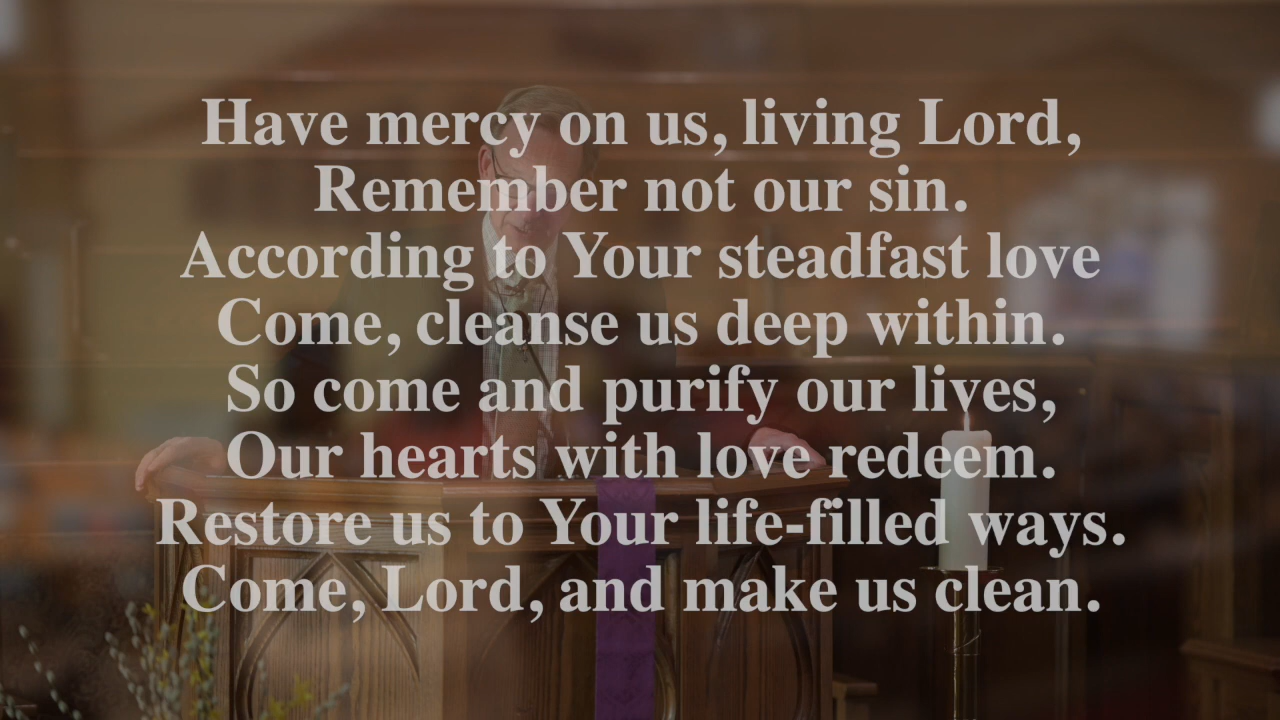 Have mercy on us, living Lord,
Remember not our sin.
According to Your steadfast love
Come, cleanse us deep within.
So come and purify our lives,
Our hearts with love redeem.
Restore us to Your life-filled ways.
Come, Lord, and make us clean.